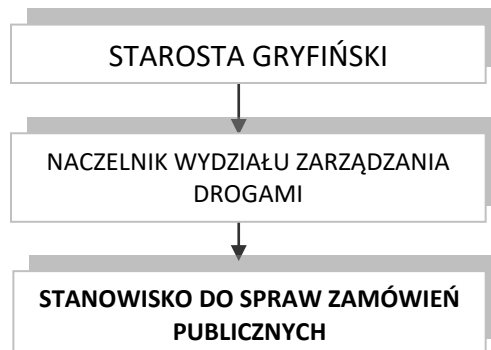 STAROSTA GRYFIŃSKI
NACZELNIK WYDZIAŁU ZARZĄDZANIA
DROGAMI
STANOWISKO DO SPRAW ZAMÓWIEŃ
PUBLICZNYCH